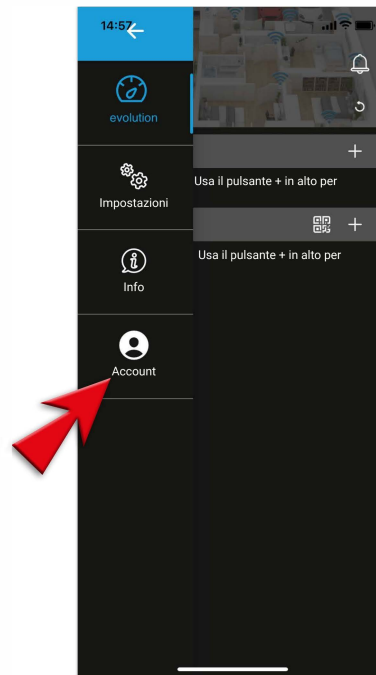 14:57
evolution
Impostazioni
Info
Account
Usa il pulsante + in alto per
Usa il pulsante + in alto per